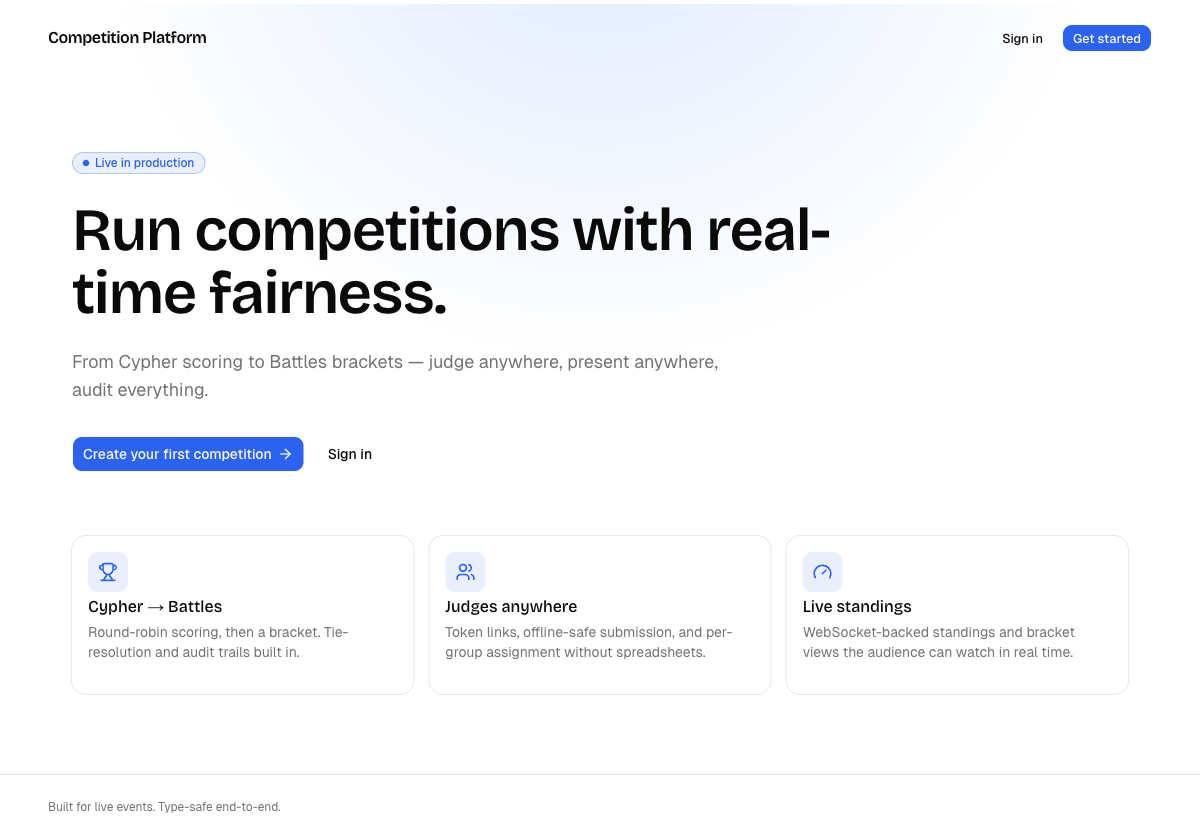 Competition Platform
Sign in
Get started
Live in production
Run competitions with real-
time fairness.
From Cypher scoring to Battles brackets — judge anywhere, present anywhere,
audit everything.
Create your first competition →
Sign in
Cypher → Battles
Round-robin scoring, then a bracket. Tie-
resolution and audit trails built in.
Judges anywhere
Token links, offline-safe submission, and per-
group assignment without spreadsheets.
Live standings
WebSocket-backed standings and bracket
views the audience can watch in real time.
Built for live events. Type-safe end-to-end.